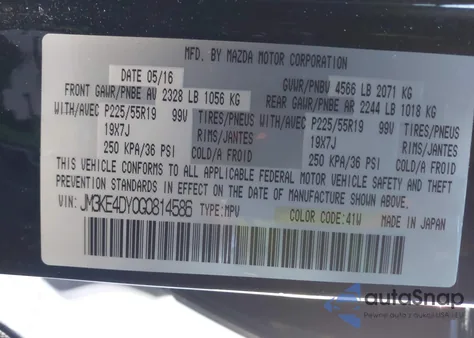 MFD. BY MAZDA MOTOR CORPORATION
DATE 05/16 GVWR/PNBV 4566 LB 2071 KG
FRONT GAWR/PNBE AV 2328 LB 1056 KG REAR GAWR/PNBE AR 2244 LB 1018 KG
WITH/AVEC P225/55R19 99V TIRES/PNEUS WITH/AVEC P225/55R19 99V TIRES/PNEUS
19X7J RIMS/JANTES 19X7J RIMS/JANTES
250 KPA/36 PSI COLD/A FROID 250 KPA/36 PSI COLD/A FROID
THIS VEHICLE CONFORMS TO ALL APPLICABLE FEDERAL MOTOR VEHICLE SAFETY AND THEFT
PREVENTION STANDARDS IN EFFECT ON THE DATE OF MANUFACTURE SHOWN ABOVE.
VIN: JM3KE4DY0G0814586 TYPE: MPV COLOR CODE: 41W MADE IN JAPAN
autoSnap